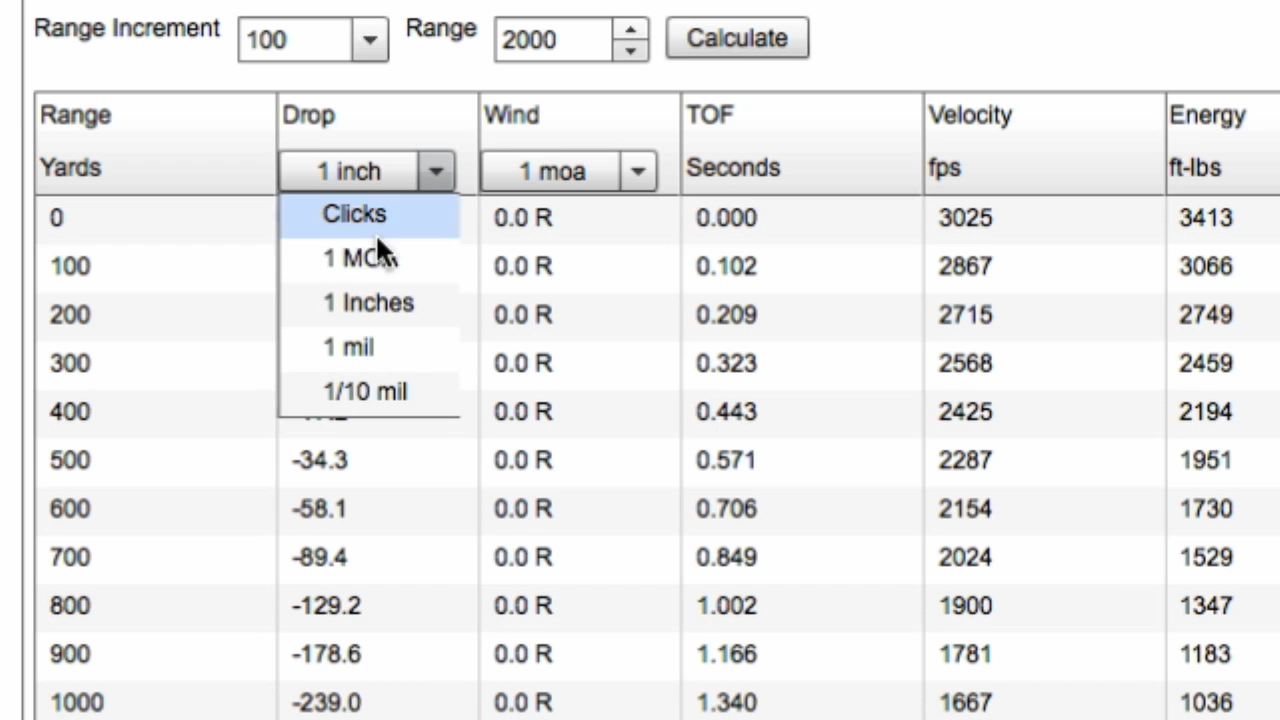 Range Increment 100 Range 2000 Calculate
Range Drop Wind TOF Velocity Energy
Yards 1 inch 1 moa Seconds fps ft-lbs
0 Clicks 0.0 R 0.000 3025 3413
1
100 0.0 R 0.102 2867 3066
1 Inches
200 0.0 R 0.209 2715 2749
1 mil
300 0.0 R 0.323 2568 2459
1/10 mil
400 0.0 R 0.443 2425 2194
500 -34.3 0.0 R 0.571 2287 1951
600 -58.1 0.0 R 0.706 2154 1730
700 -89.4 0.0 R 0.849 2024 1529
800 -129.2 0.0 R 1.002 1900 1347
900 -178.6 0.0 R 1.166 1781 1183
1000 -239.0 0.0 R 1.340 1667 1036